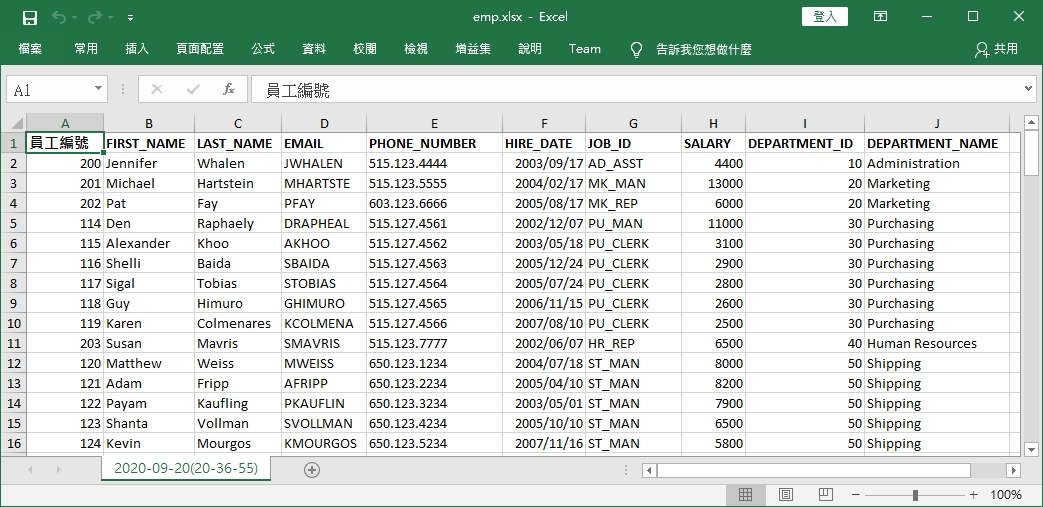 emp.xlsx - Excel
登入
檔案 常用 插入 頁面配置 公式 資料 校閱 檢視 增益集 說明 Team 告訴我您想做什麼 共用
A1 fx 員工編號
A B C D E F G H I J
1 員工編號 FIRST_NAME LAST_NAME EMAIL PHONE_NUMBER HIRE_DATE JOB_ID SALARY DEPARTMENT_ID DEPARTMENT_NAME
2 200 Jennifer Whalen JWHALEN 515.123.4444 2003/09/17 AD_ASST 4400 10 Administration
3 201 Michael Hartstein MHARTSTE 515.123.5555 2004/02/17 MK_MAN 13000 20 Marketing
4 202 Pat Fay PFAY 603.123.6666 2005/08/17 MK_REP 6000 20 Marketing
5 114 Den Raphaely DRAPHEAL 515.127.4561 2002/12/07 PU_MAN 11000 30 Purchasing
6 115 Alexander Khoo AKHOO 515.127.4562 2003/05/18 PU_CLERK 3100 30 Purchasing
7 116 Shelli Baida SBAIDA 515.127.4563 2005/12/24 PU_CLERK 2900 30 Purchasing
8 117 Sigal Tobias STOBIAS 515.127.4564 2005/07/24 PU_CLERK 2800 30 Purchasing
9 118 Guy Himuro GHIMURO 515.127.4565 2006/11/15 PU_CLERK 2600 30 Purchasing
10 119 Karen Colmenares KCOLMENA 515.127.4566 2007/08/10 PU_CLERK 2500 30 Purchasing
11 203 Susan Mavris SMAVRIS 515.123.7777 2002/06/07 HR_REP 6500 40 Human Resources
12 120 Matthew Weiss MWEISS 650.123.1234 2004/07/18 ST_MAN 8000 50 Shipping
13 121 Adam Fripp AFRIPP 650.123.2234 2005/04/10 ST_MAN 8200 50 Shipping
14 122 Payam Kaufling PKAUFLIN 650.123.3234 2003/05/01 ST_MAN 7900 50 Shipping
15 123 Shanta Vollman SVOLLMAN 650.123.4234 2005/10/10 ST_MAN 6500 50 Shipping
16 124 Kevin Mourgos KMOURGOS 650.123.5234 2007/11/16 ST_MAN 5800 50 Shipping
2020-09-20(20-36-55)
100%